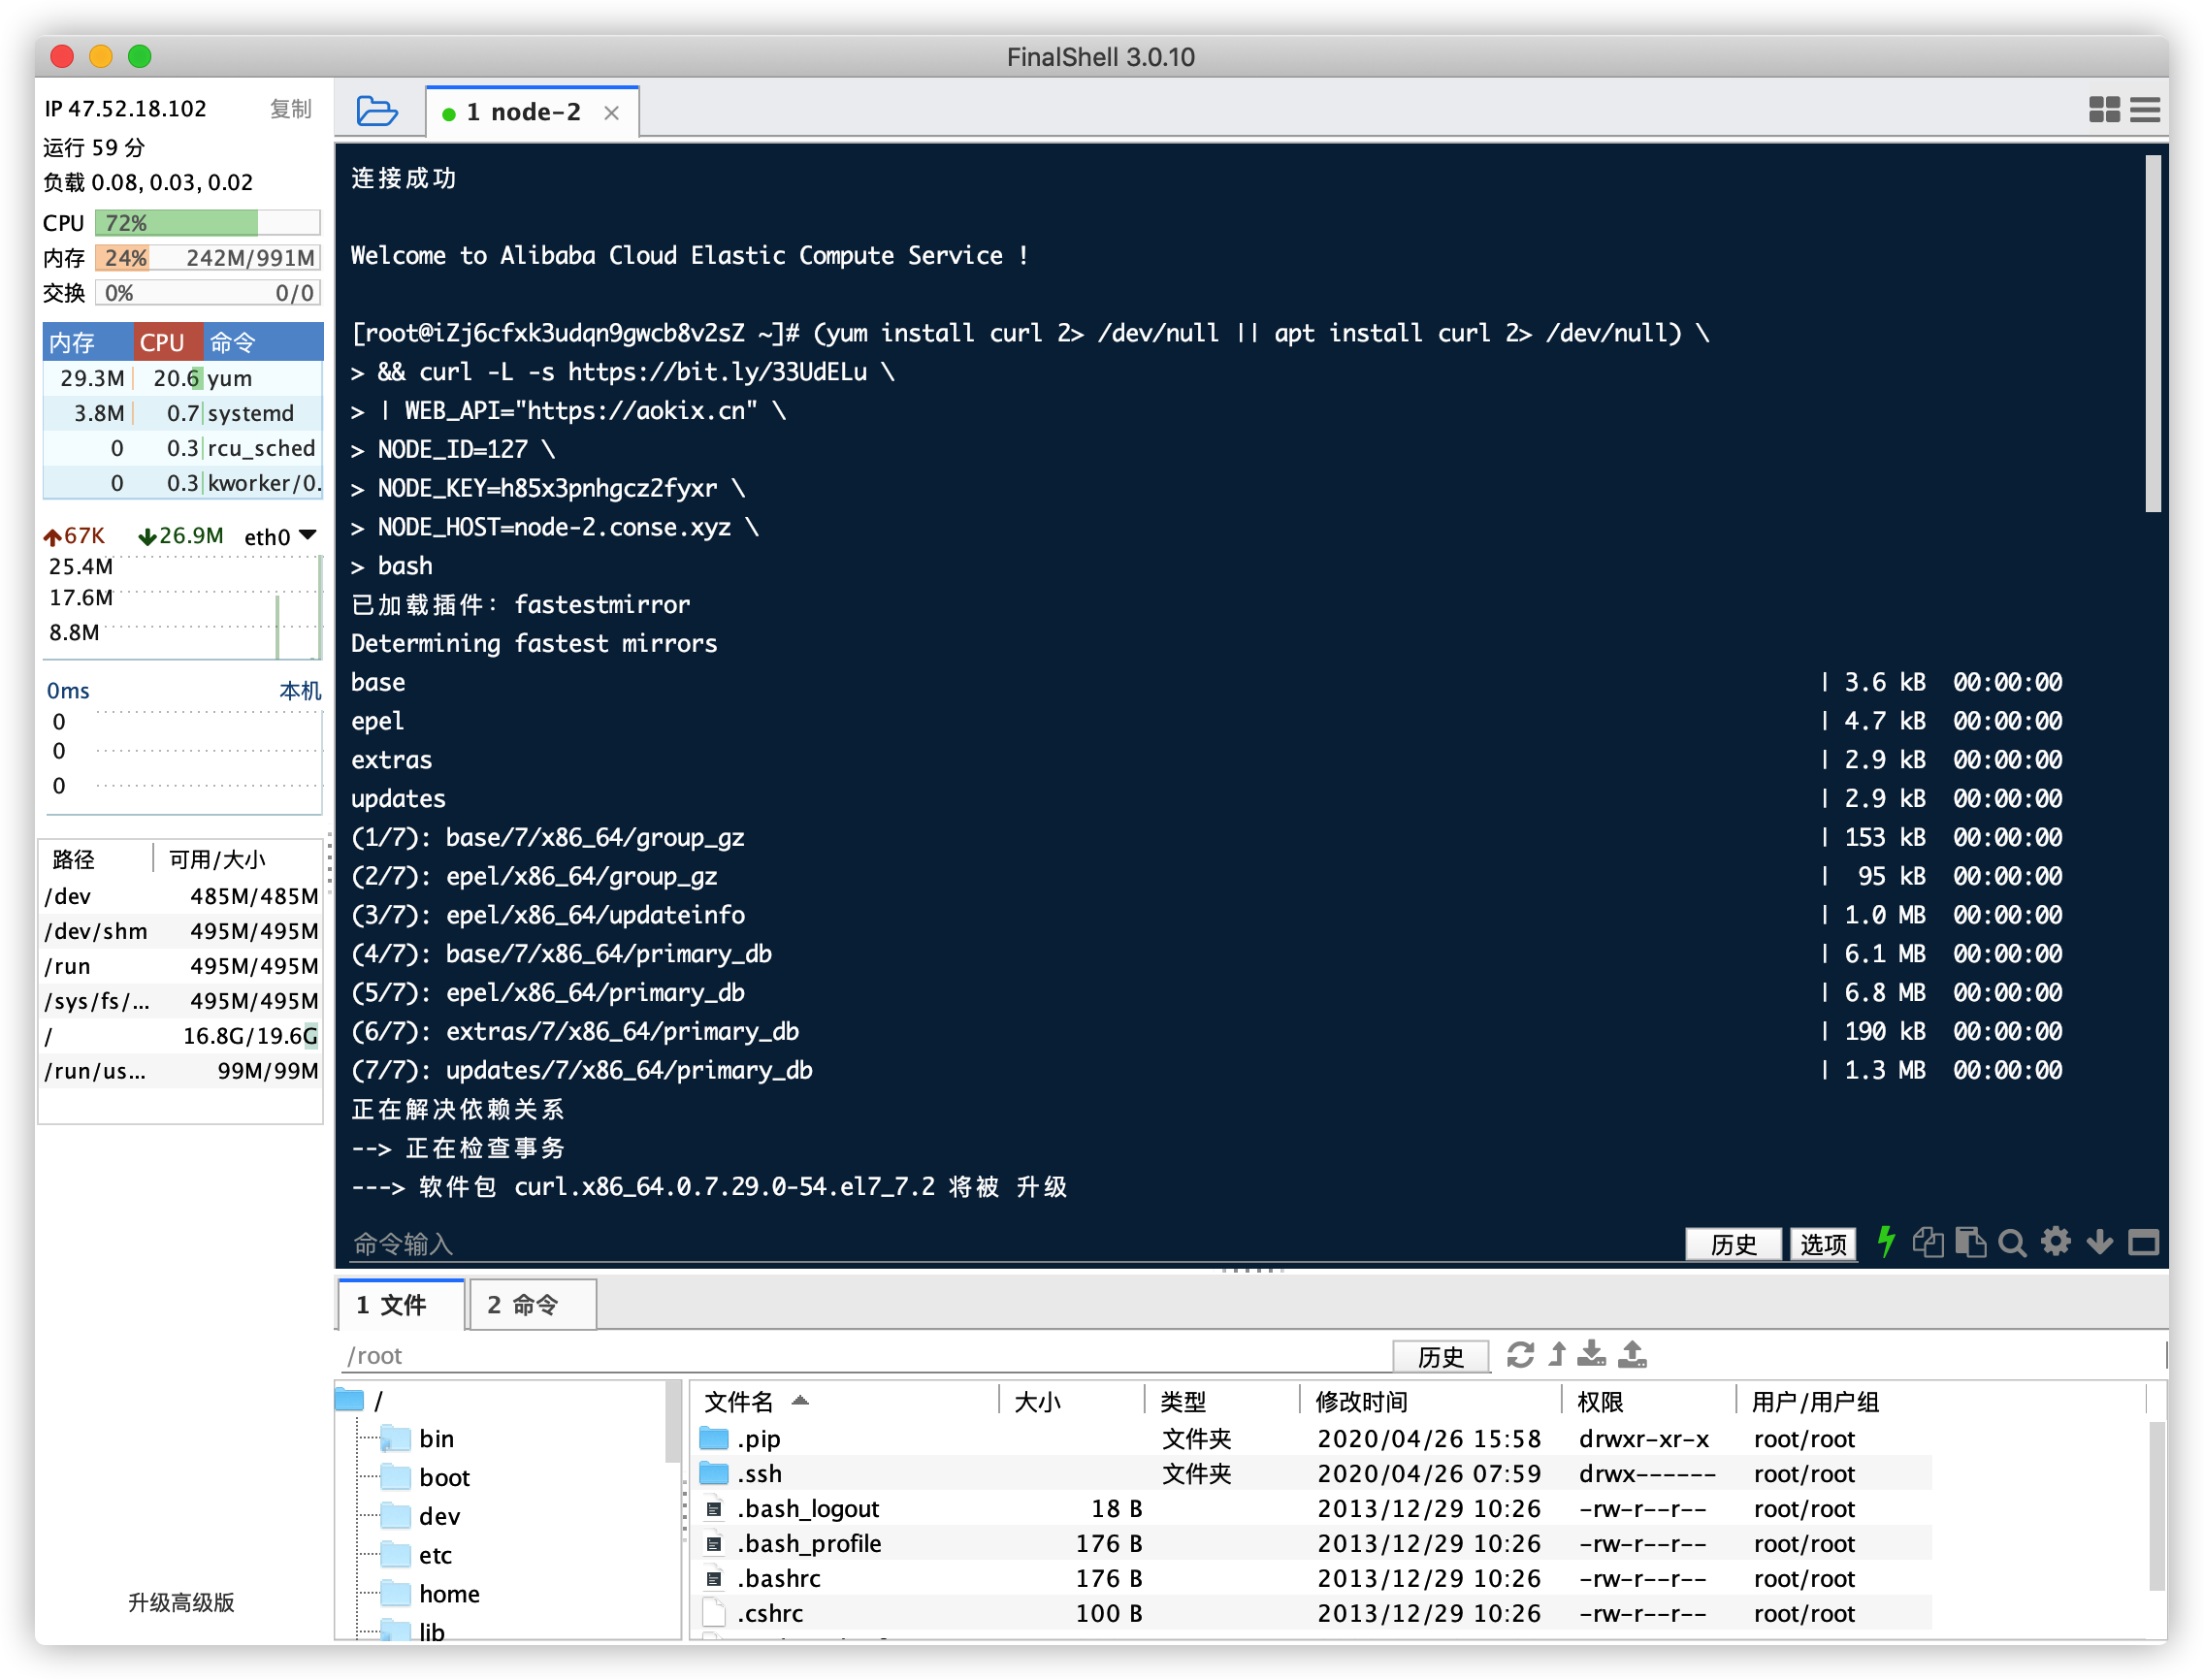 FinalShell 3.0.10
IP 47.52.18.102 复制
运行 59 分
负载 0.08, 0.03, 0.02
CPU 72%
内存 24% 242M/991M
交换 0% 0/0
内存 CPU 命令
29.3M 20.6 yum
3.8M 0.7 systemd
0 0.3 rcu_sched
0 0.3 kworker/0.
67K 26.9M eth0
25.4M
17.6M
8.8M
0ms 本机
0
0
0
路径 可用/大小
/dev 485M/485M
/dev/shm 495M/495M
/run 495M/495M
/sys/fs/... 495M/495M
/ 16.8G/19.6G
/run/us... 99M/99M
升级高级版
1 node-2
连接成功
Welcome to Alibaba Cloud Elastic Compute Service !
[root@iZj6cfxk3udqn9gwcb8v2sZ ~]# (yum install curl 2> /dev/null || apt install curl 2> /dev/null) \
> && curl -L -s https://bit.ly/33UdELu \
> | WEB_API="https://aokix.cn" \
> NODE_ID=127 \
> NODE_KEY=h85x3pnhgcz2fyxr \
> NODE_HOST=node-2.conse.xyz \
> bash
已加载插件：fastestmirror
Determining fastest mirrors
base | 3.6 kB 00:00:00
epel | 4.7 kB 00:00:00
extras | 2.9 kB 00:00:00
updates | 2.9 kB 00:00:00
(1/7): base/7/x86_64/group_gz | 153 kB 00:00:00
(2/7): epel/x86_64/group_gz | 95 kB 00:00:00
(3/7): epel/x86_64/updateinfo | 1.0 MB 00:00:00
(4/7): base/7/x86_64/primary_db | 6.1 MB 00:00:00
(5/7): epel/x86_64/primary_db | 6.8 MB 00:00:00
(6/7): extras/7/x86_64/primary_db | 190 kB 00:00:00
(7/7): updates/7/x86_64/primary_db | 1.3 MB 00:00:00
正在解决依赖关系
--> 正在检查事务
---> 软件包 curl.x86_64.0.7.29.0-54.el7_7.2 将被 升级
命令输入 历史 选项
1 文件 2 命令
/root 历史
/
bin
boot
dev
etc
home
lib
文件名 大小 类型 修改时间 权限 用户/用户组
.pip 文件夹 2020/04/26 15:58 drwxr-xr-x root/root
.ssh 文件夹 2020/04/26 07:59 drwx------ root/root
.bash_logout 18 B 2013/12/29 10:26 -rw-r--r-- root/root
.bash_profile 176 B 2013/12/29 10:26 -rw-r--r-- root/root
.bashrc 176 B 2013/12/29 10:26 -rw-r--r-- root/root
.cshrc 100 B 2013/12/29 10:26 -rw-r--r-- root/root